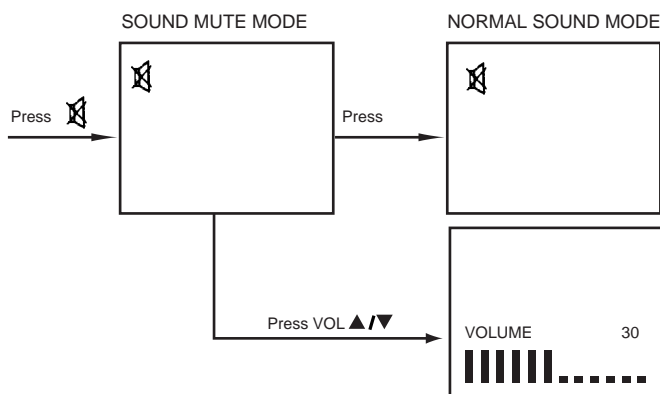 SOUND MUTE MODE
NORMAL SOUND MODE
Press
Press
Press VOL ▲/▼
VOLUME 30